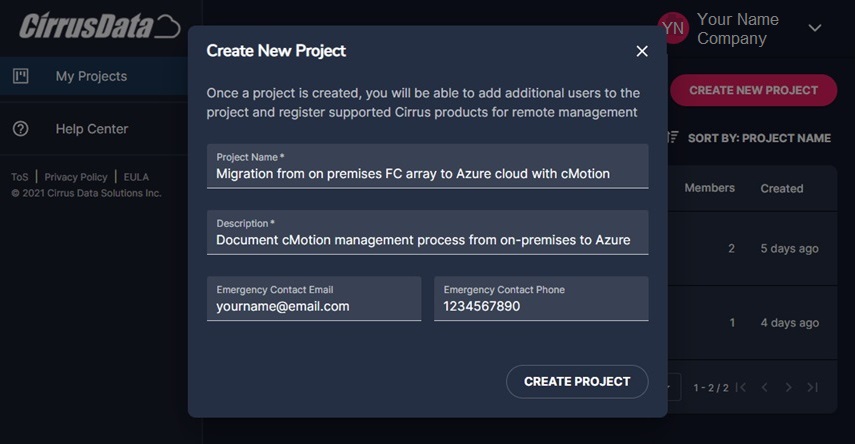 CirrusData
My Projects
Help Center
ToS | Privacy Policy | EULA
© 2021 Cirrus Data Solutions Inc.
Create New Project
Once a project is created, you will be able to add additional users to the
project and register supported Cirrus products for remote management
Project Name *
Migration from on premises FC array to Azure cloud with cMotion
Description *
Document cMotion management process from on-premises to Azure
Emergency Contact Email
yourname@email.com
Emergency Contact Phone
1234567890
CREATE PROJECT
YN
Your Name
Company
CREATE NEW PROJECT
SORT BY: PROJECT NAME
Members Created
2 5 days ago
1 4 days ago
1 - 2 / 2